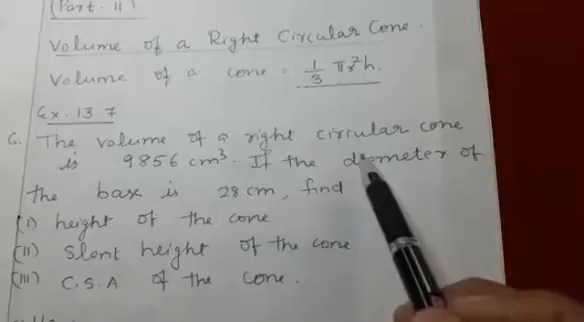 (Part - II)
Volume of a Right Circular Cone.
Volume of a cone = 1/3 πr²h.
Ex. 13.7
6. The volume of a right circular cone
is 9856 cm³. If the diameter of
the base is 28 cm, find
(i) height of the cone
(ii) slant height of the cone
(iii) C.S.A of the cone.